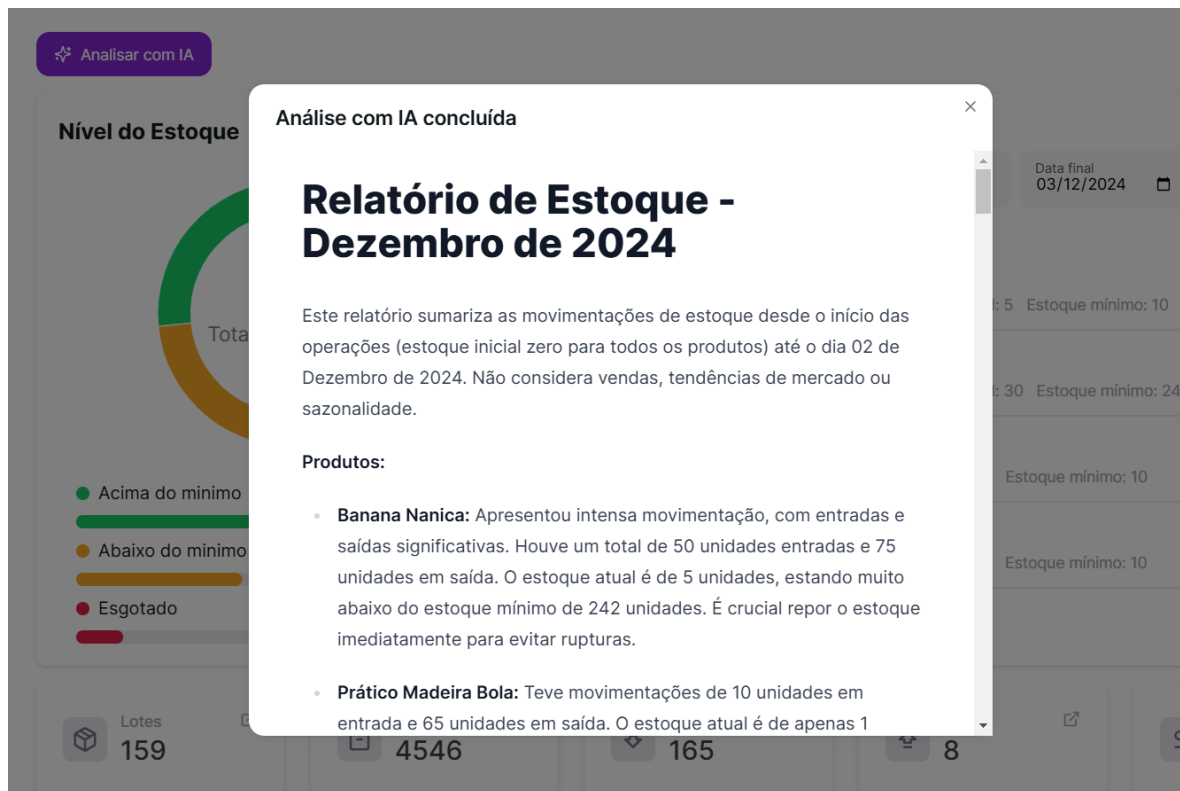 Analisar com IA
Análise com IA concluída
Nível do Estoque
Data final
03/12/2024
Relatório de Estoque -
Dezembro de 2024
Este relatório sumariza as movimentações de estoque desde o início das
operações (estoque inicial zero para todos os produtos) até o dia 02 de
Dezembro de 2024. Não considera vendas, tendências de mercado ou
sazonalidade.
: 5 Estoque mínimo: 10
Tota
: 30 Estoque mínimo: 24
Produtos:
Estoque mínimo: 10
Acima do minimo
Banana Nanica: Apresentou intensa movimentação, com entradas e
saídas significativas. Houve um total de 50 unidades entradas e 75
unidades em saída. O estoque atual é de 5 unidades, estando muito
abaixo do estoque mínimo de 242 unidades. É crucial repor o estoque
imediatamente para evitar rupturas.
Abaixo do minimo
Estoque mínimo: 10
Esgotado
Prático Madeira Bola: Teve movimentações de 10 unidades em
entrada e 65 unidades em saída. O estoque atual é de apenas 1
Lotes
159
4546
165
8